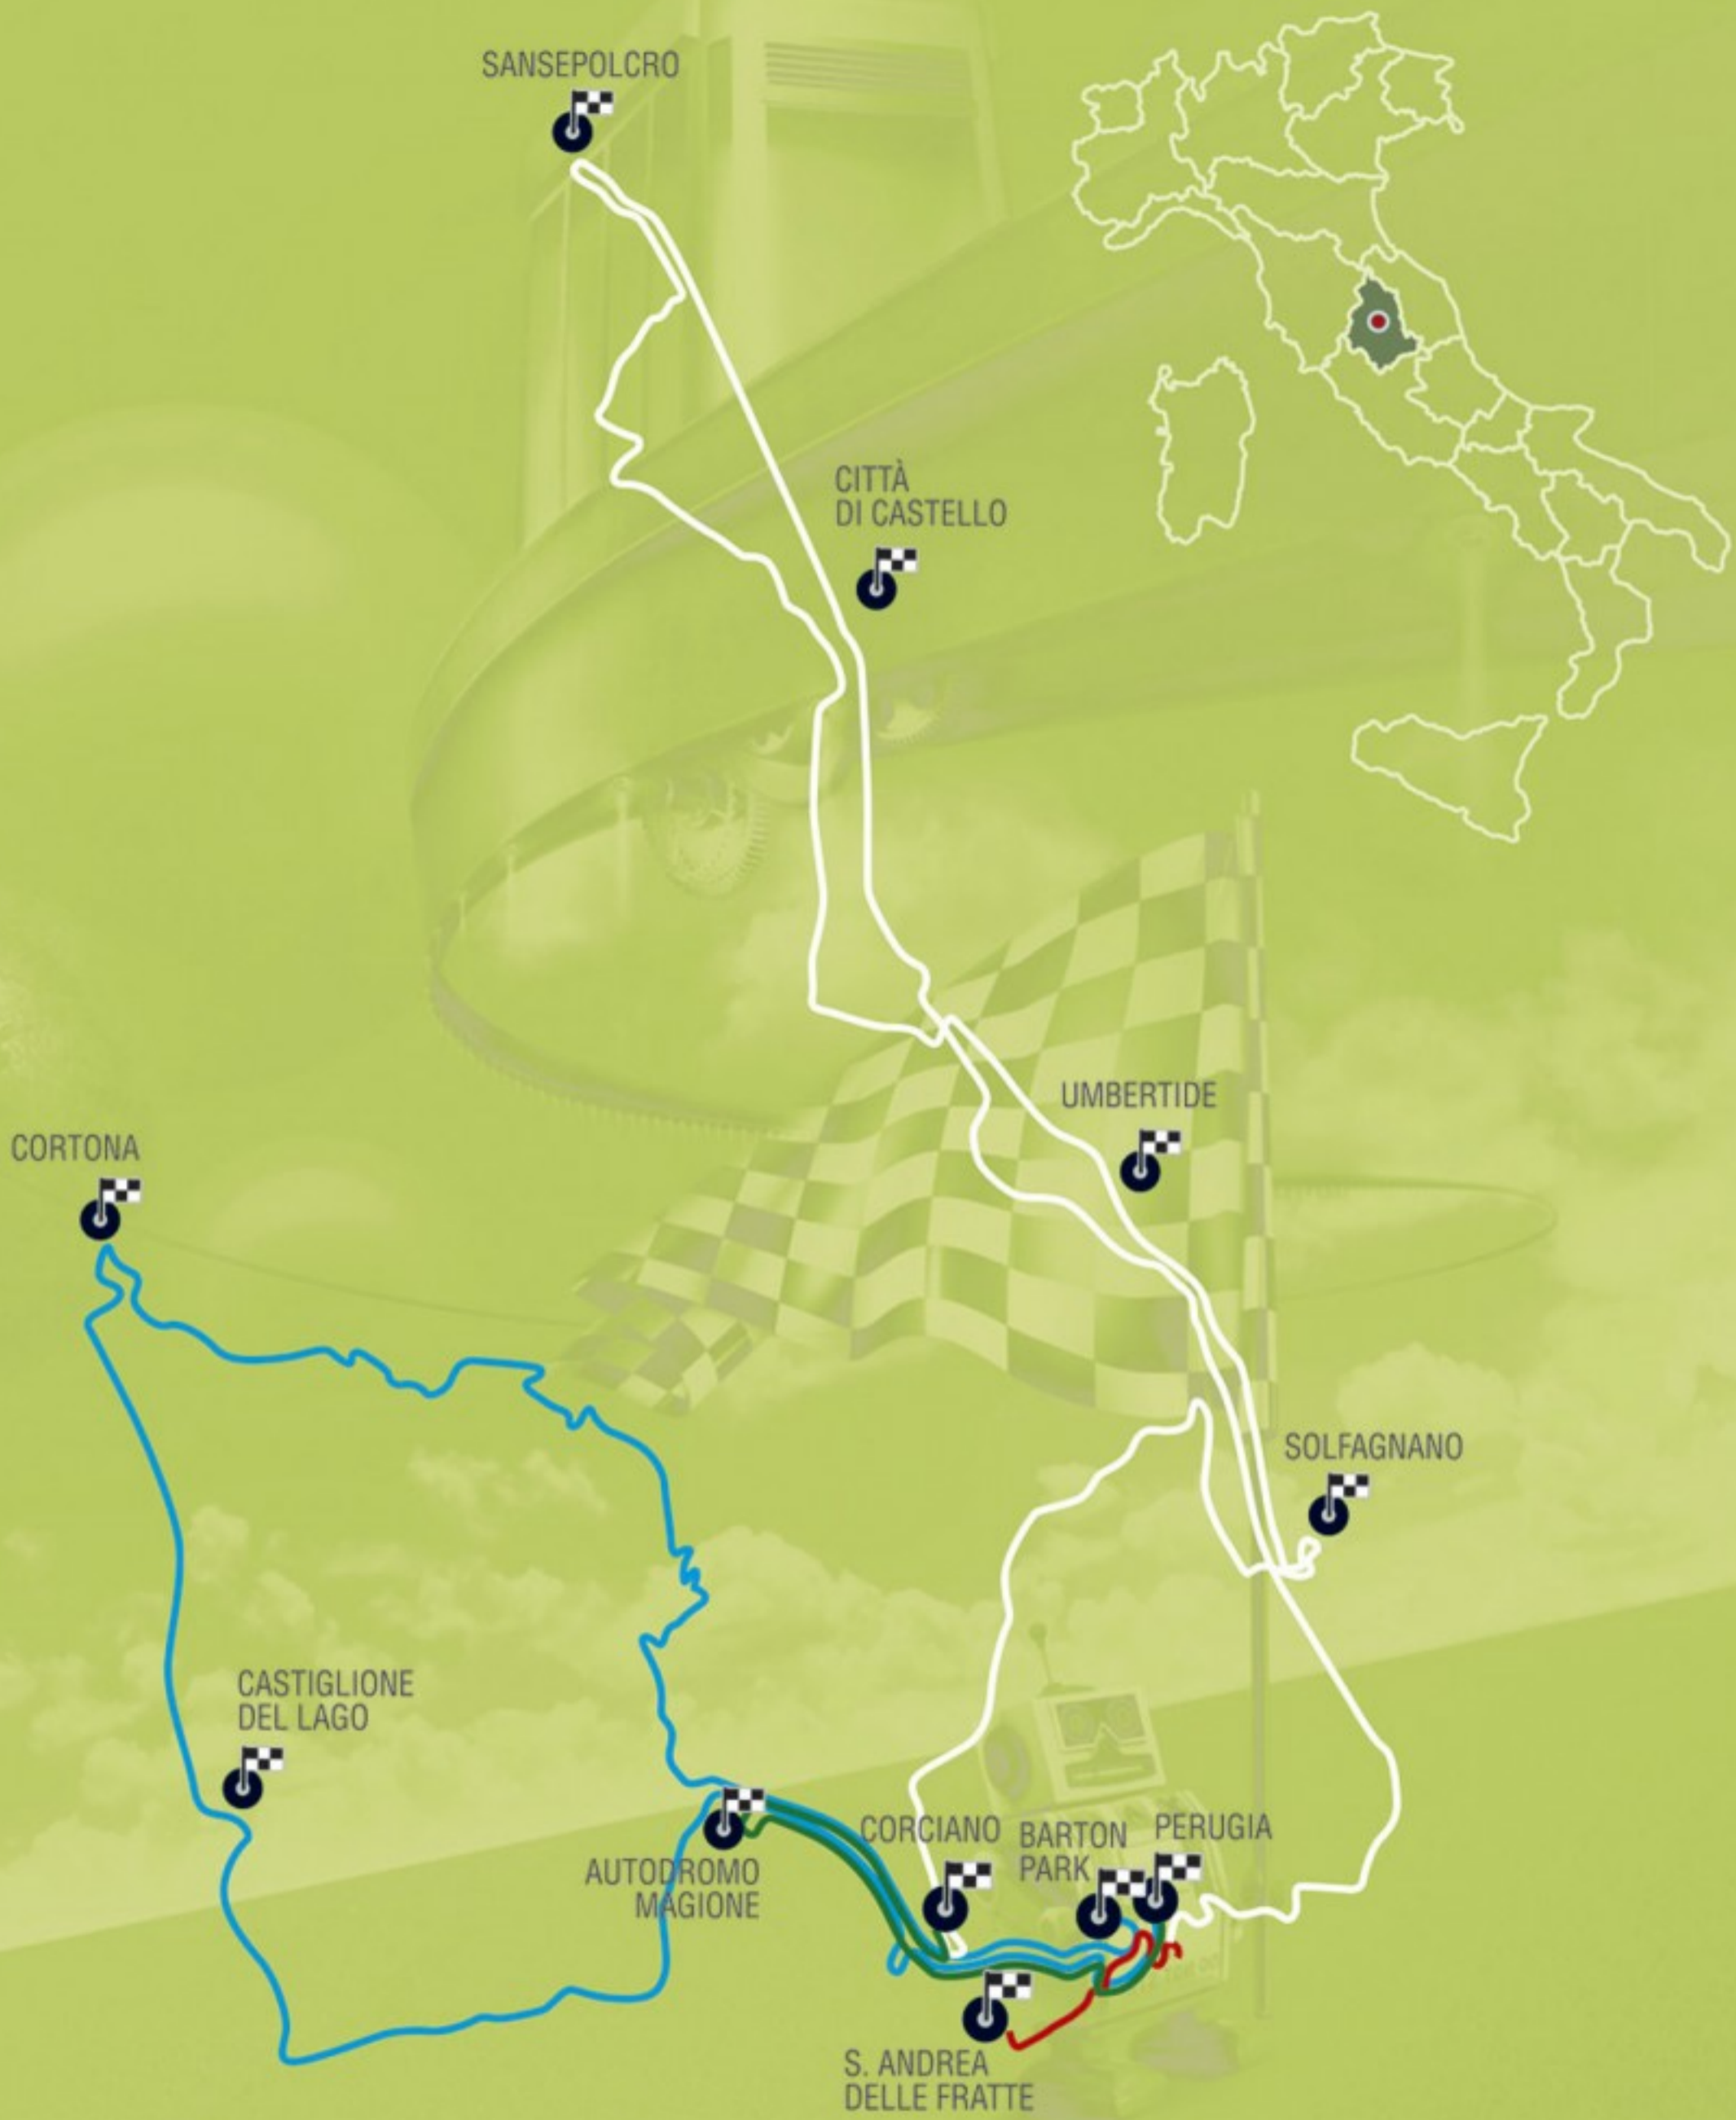 SANSEPOLCRO
CITTÀ
DI CASTELLO
UMBERTIDE
CORTONA
SOLFAGNANO
CASTIGLIONE
DEL LAGO
AUTODROMO
MAGIONE
CORCIANO
BARTON
PARK
PERUGIA
S. ANDREA
DELLE FRATTE